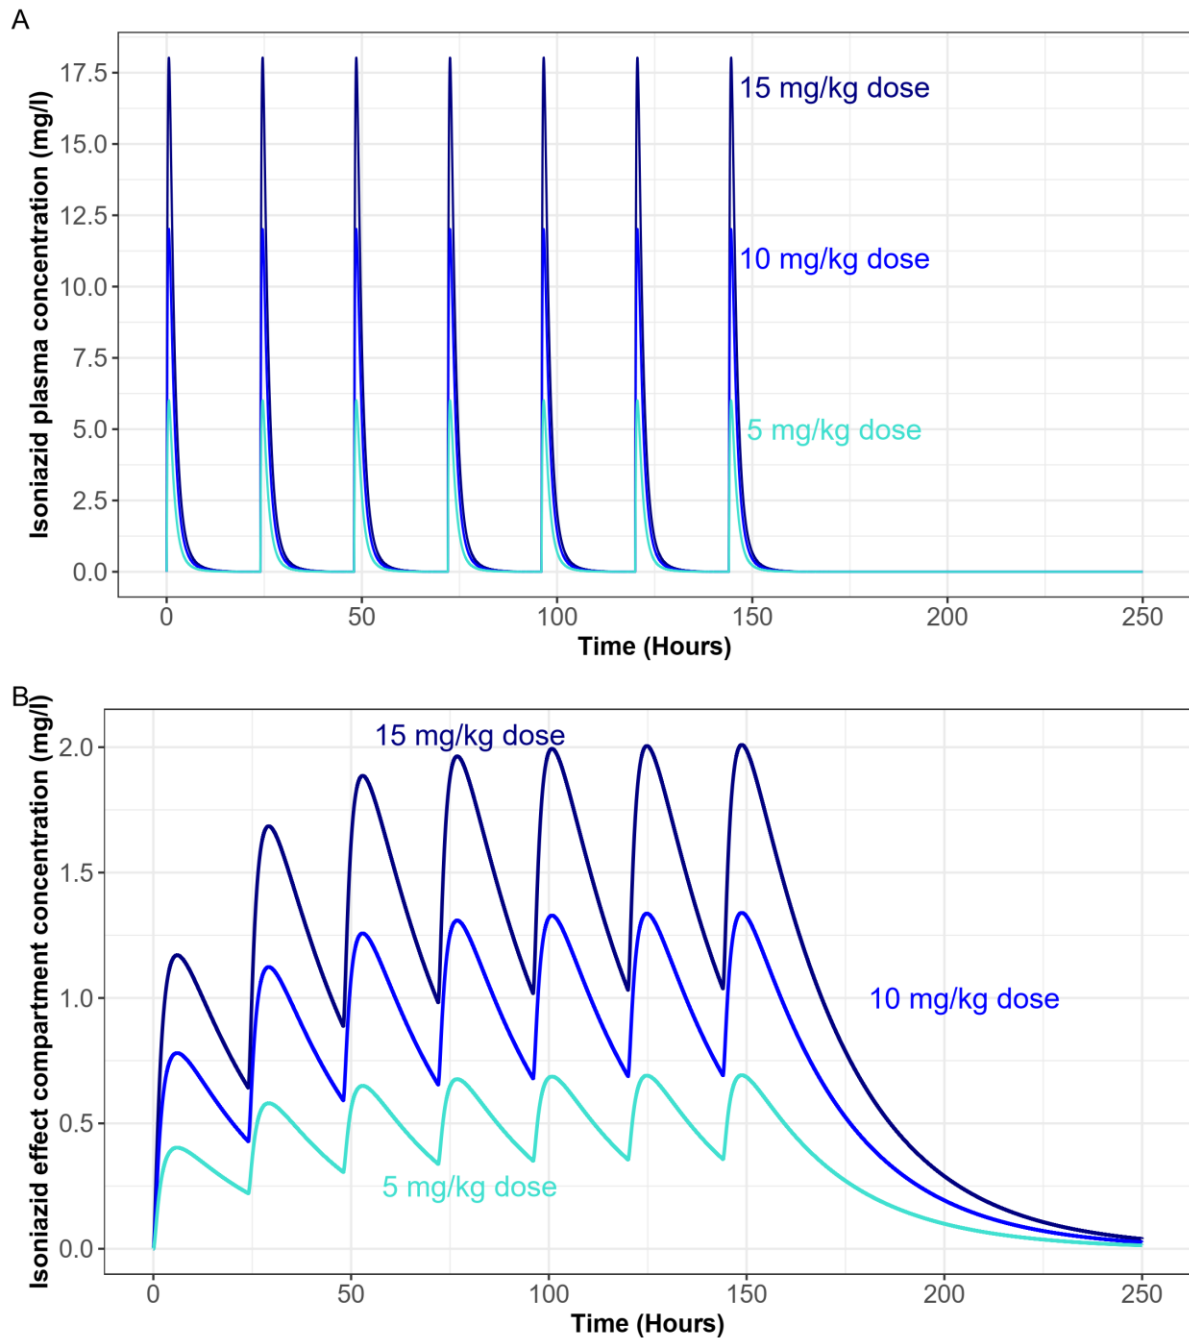 A
Isoniazid plasma concentration (mg/l)
17.5
15.0
12.5
10.0
7.5
5.0
2.5
0.0
15 mg/kg dose
10 mg/kg dose
5 mg/kg dose
0 50 100 150 200 250
Time (Hours)
B
Isoniazid effect compartment concentration (mg/l)
2.0
1.5
1.0
0.5
0.0
15 mg/kg dose
10 mg/kg dose
5 mg/kg dose
0 50 100 150 200 250
Time (Hours)